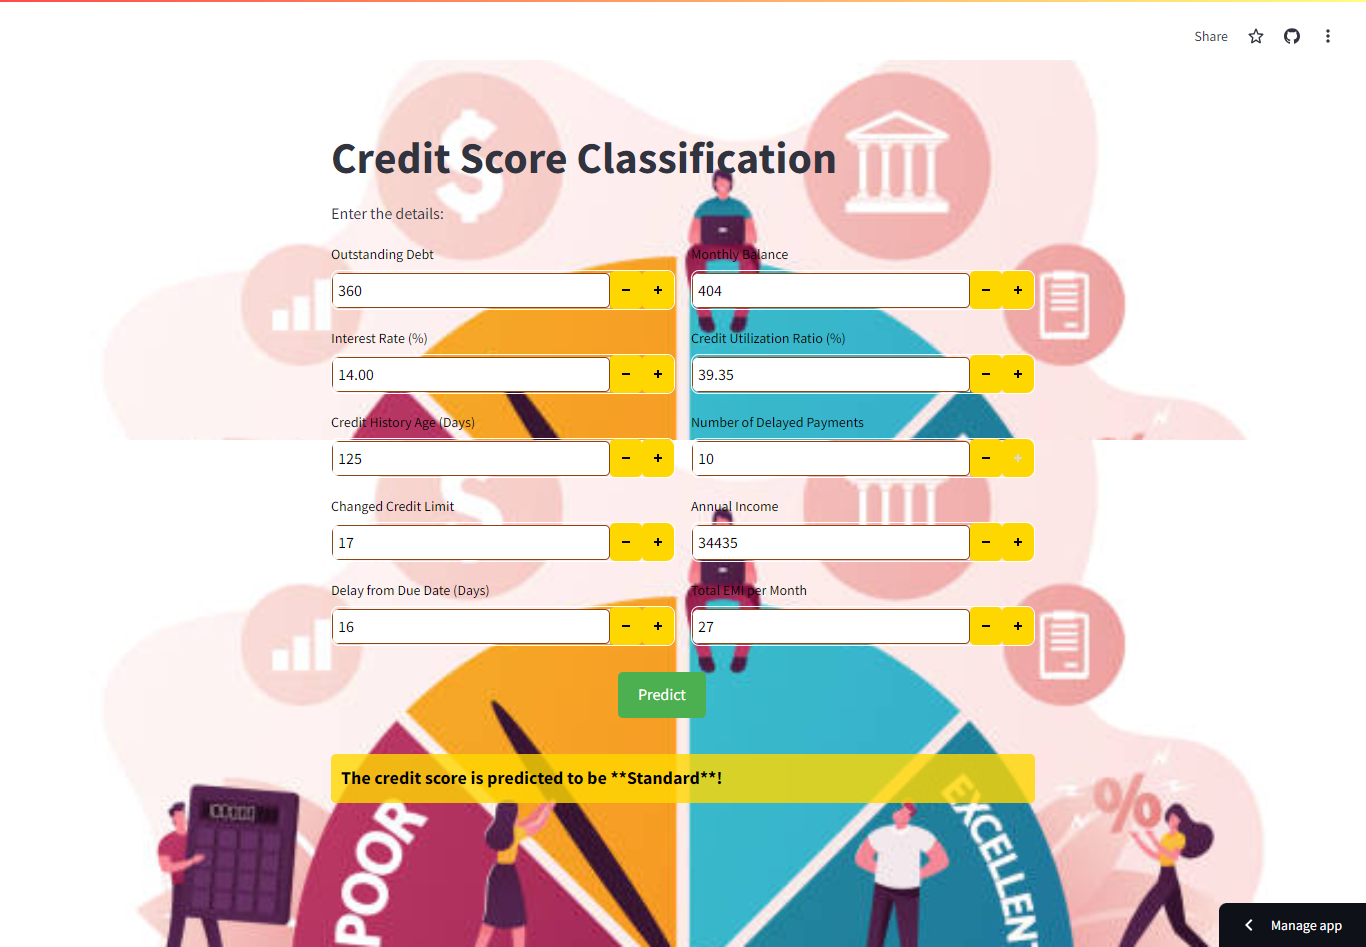 Share
Credit Score Classification
Enter the details:
Outstanding Debt
Monthly Balance
360
404
Interest Rate (%)
Credit Utilization Ratio (%)
14.00
39.35
Credit History Age (Days)
Number of Delayed Payments
125
10
Changed Credit Limit
Annual Income
17
34435
Delay from Due Date (Days)
Total EMI per Month
16
27
Predict
The credit score is predicted to be **Standard**!
POOR
EXCELLENT
%
Manage app